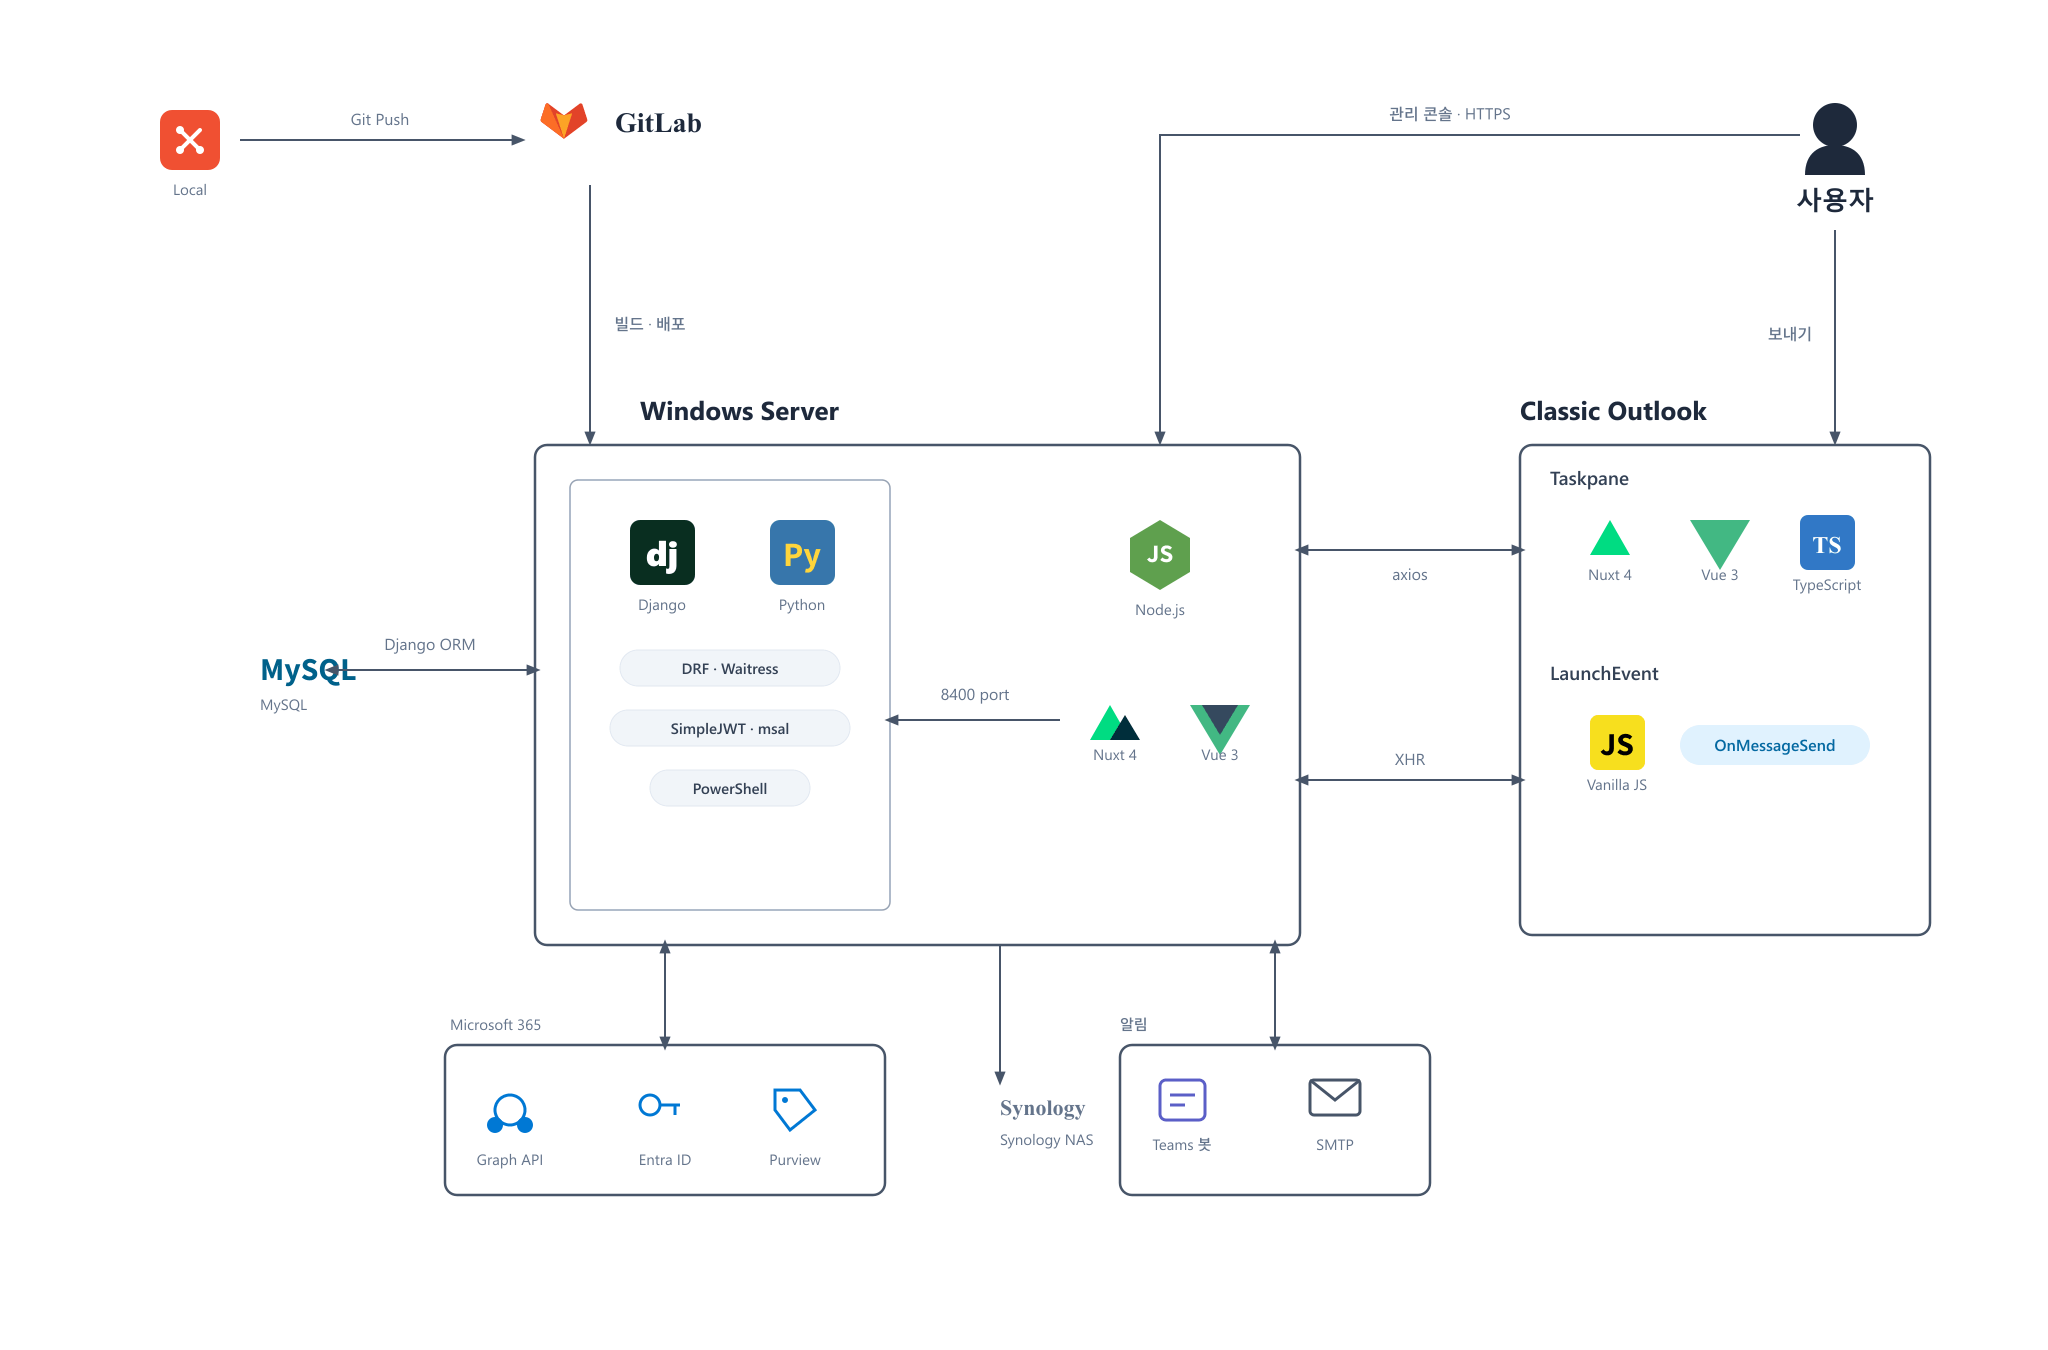 Git Push
GitLab
Local
관리 콘솔 · HTTPS
사용자
빌드 · 배포
보내기
Windows Server
Classic Outlook
dj
Django
Py
Python
DRF · Waitress
SimpleJWT · msal
PowerShell
JS
Node.js
8400 port
Nuxt 4
Vue 3
MySQL
MySQL
Django ORM
axios
XHR
Taskpane
Nuxt 4
Vue 3
TS
TypeScript
LaunchEvent
JS
Vanilla JS
OnMessageSend
Microsoft 365
Graph API
Entra ID
Purview
Synology
Synology NAS
알림
Teams 봇
SMTP